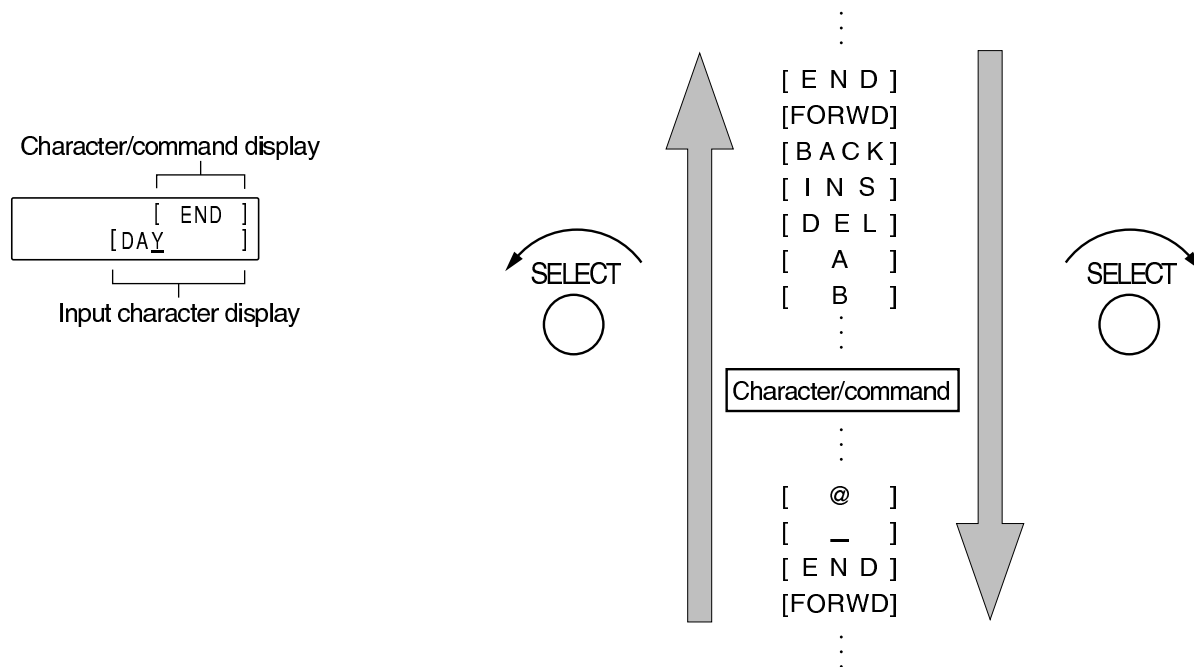 Character/command display
[ END ]
[DAY ]
Input character display
SELECT
[ E N D ]
[FORWD]
[ B A C K ]
[ I N S ]
[ D E L ]
[ A ]
[ B ]
Character/command
[ @ ]
[ _ ]
[ E N D ]
[FORWD]
SELECT